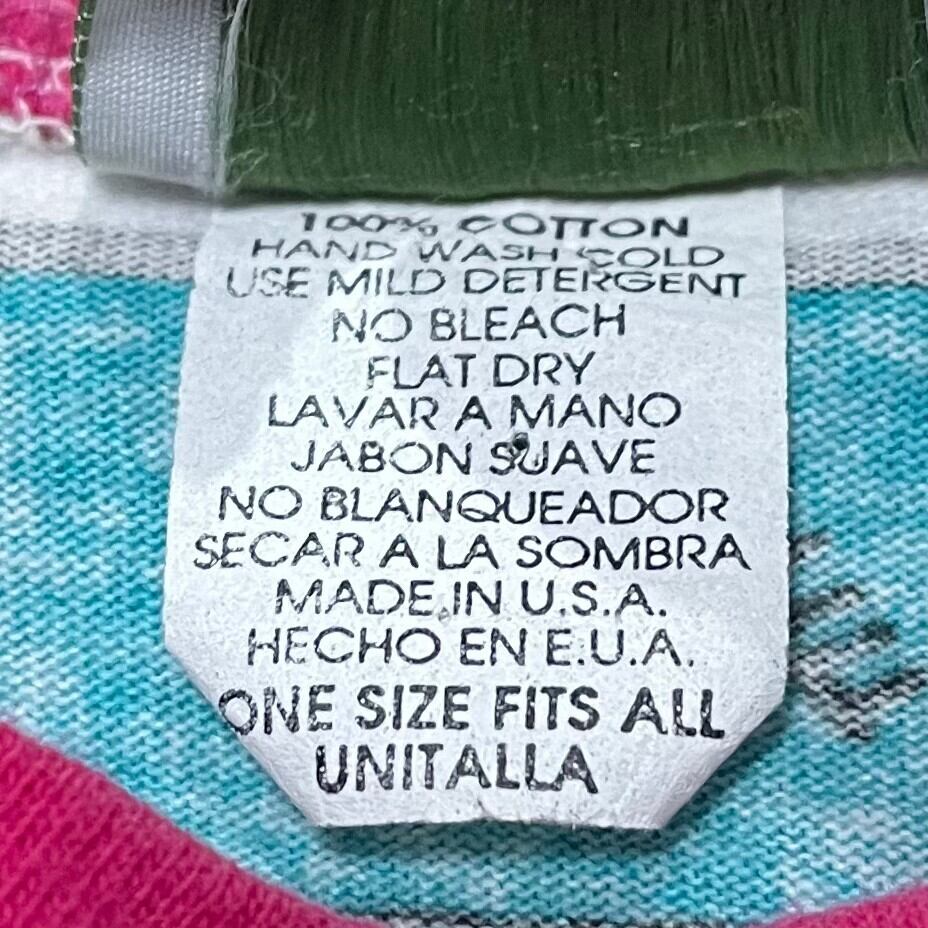 100% COTTON
HAND WASH COLD
USE MILD DETERGENT
NO BLEACH
FLAT DRY
LAVAR A MANO
JABON SUAVE
NO BLANQUEADOR
SECAR A LA SOMBRA
MADE IN U.S.A.
HECHO EN E.U.A.
ONE SIZE FITS ALL
UNITALLA